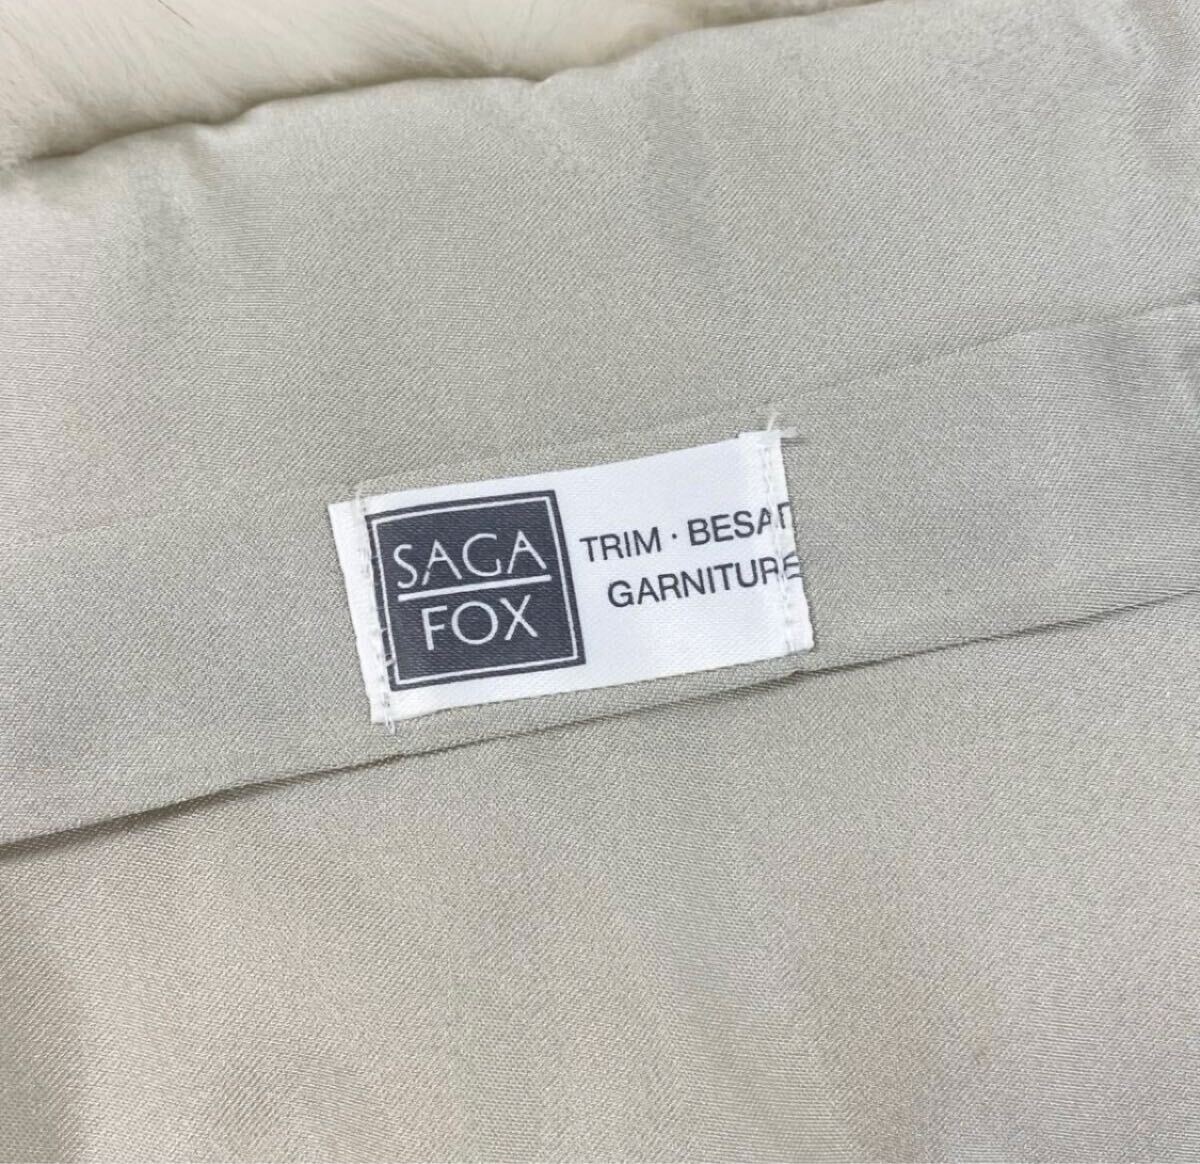 SAGA
FOX
TRIM · BESAT
GARNITURE